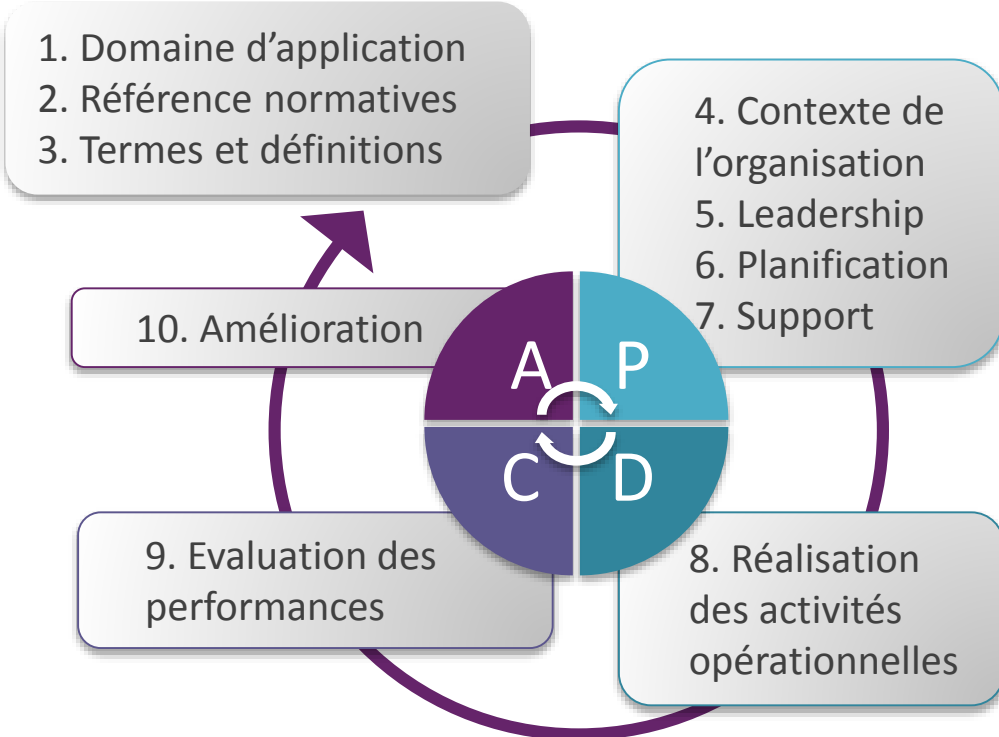 1. Domaine d’application
2. Référence normatives
3. Termes et définitions
4. Contexte de
l’organisation
5. Leadership
6. Planification
7. Support
10. Amélioration
A
P
C
D
9. Evaluation des
performances
8. Réalisation
des activités
opérationnelles